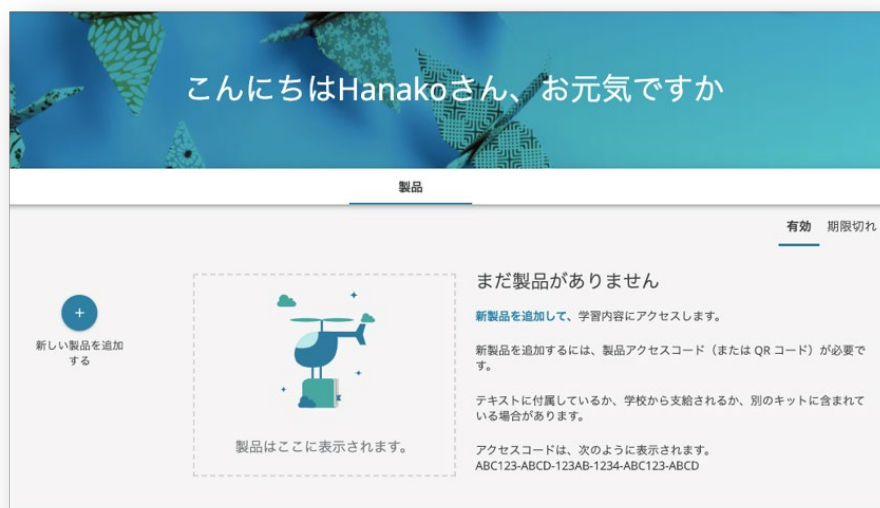 こんにちはHanakoさん、お元気ですか
製品
有効 期限切れ
新しい製品を追加
する
製品はここに表示されます。
まだ製品がありません
新製品を追加して、学習内容にアクセスします。
新製品を追加するには、製品アクセスコード（または QR コード）が必要で
す。
テキストに付属しているか、学校から支給されるか、別のキットに含まれて
いる場合があります。
アクセスコードは、次のように表示されます。
ABC123-ABCD-123AB-1234-ABC123-ABCD